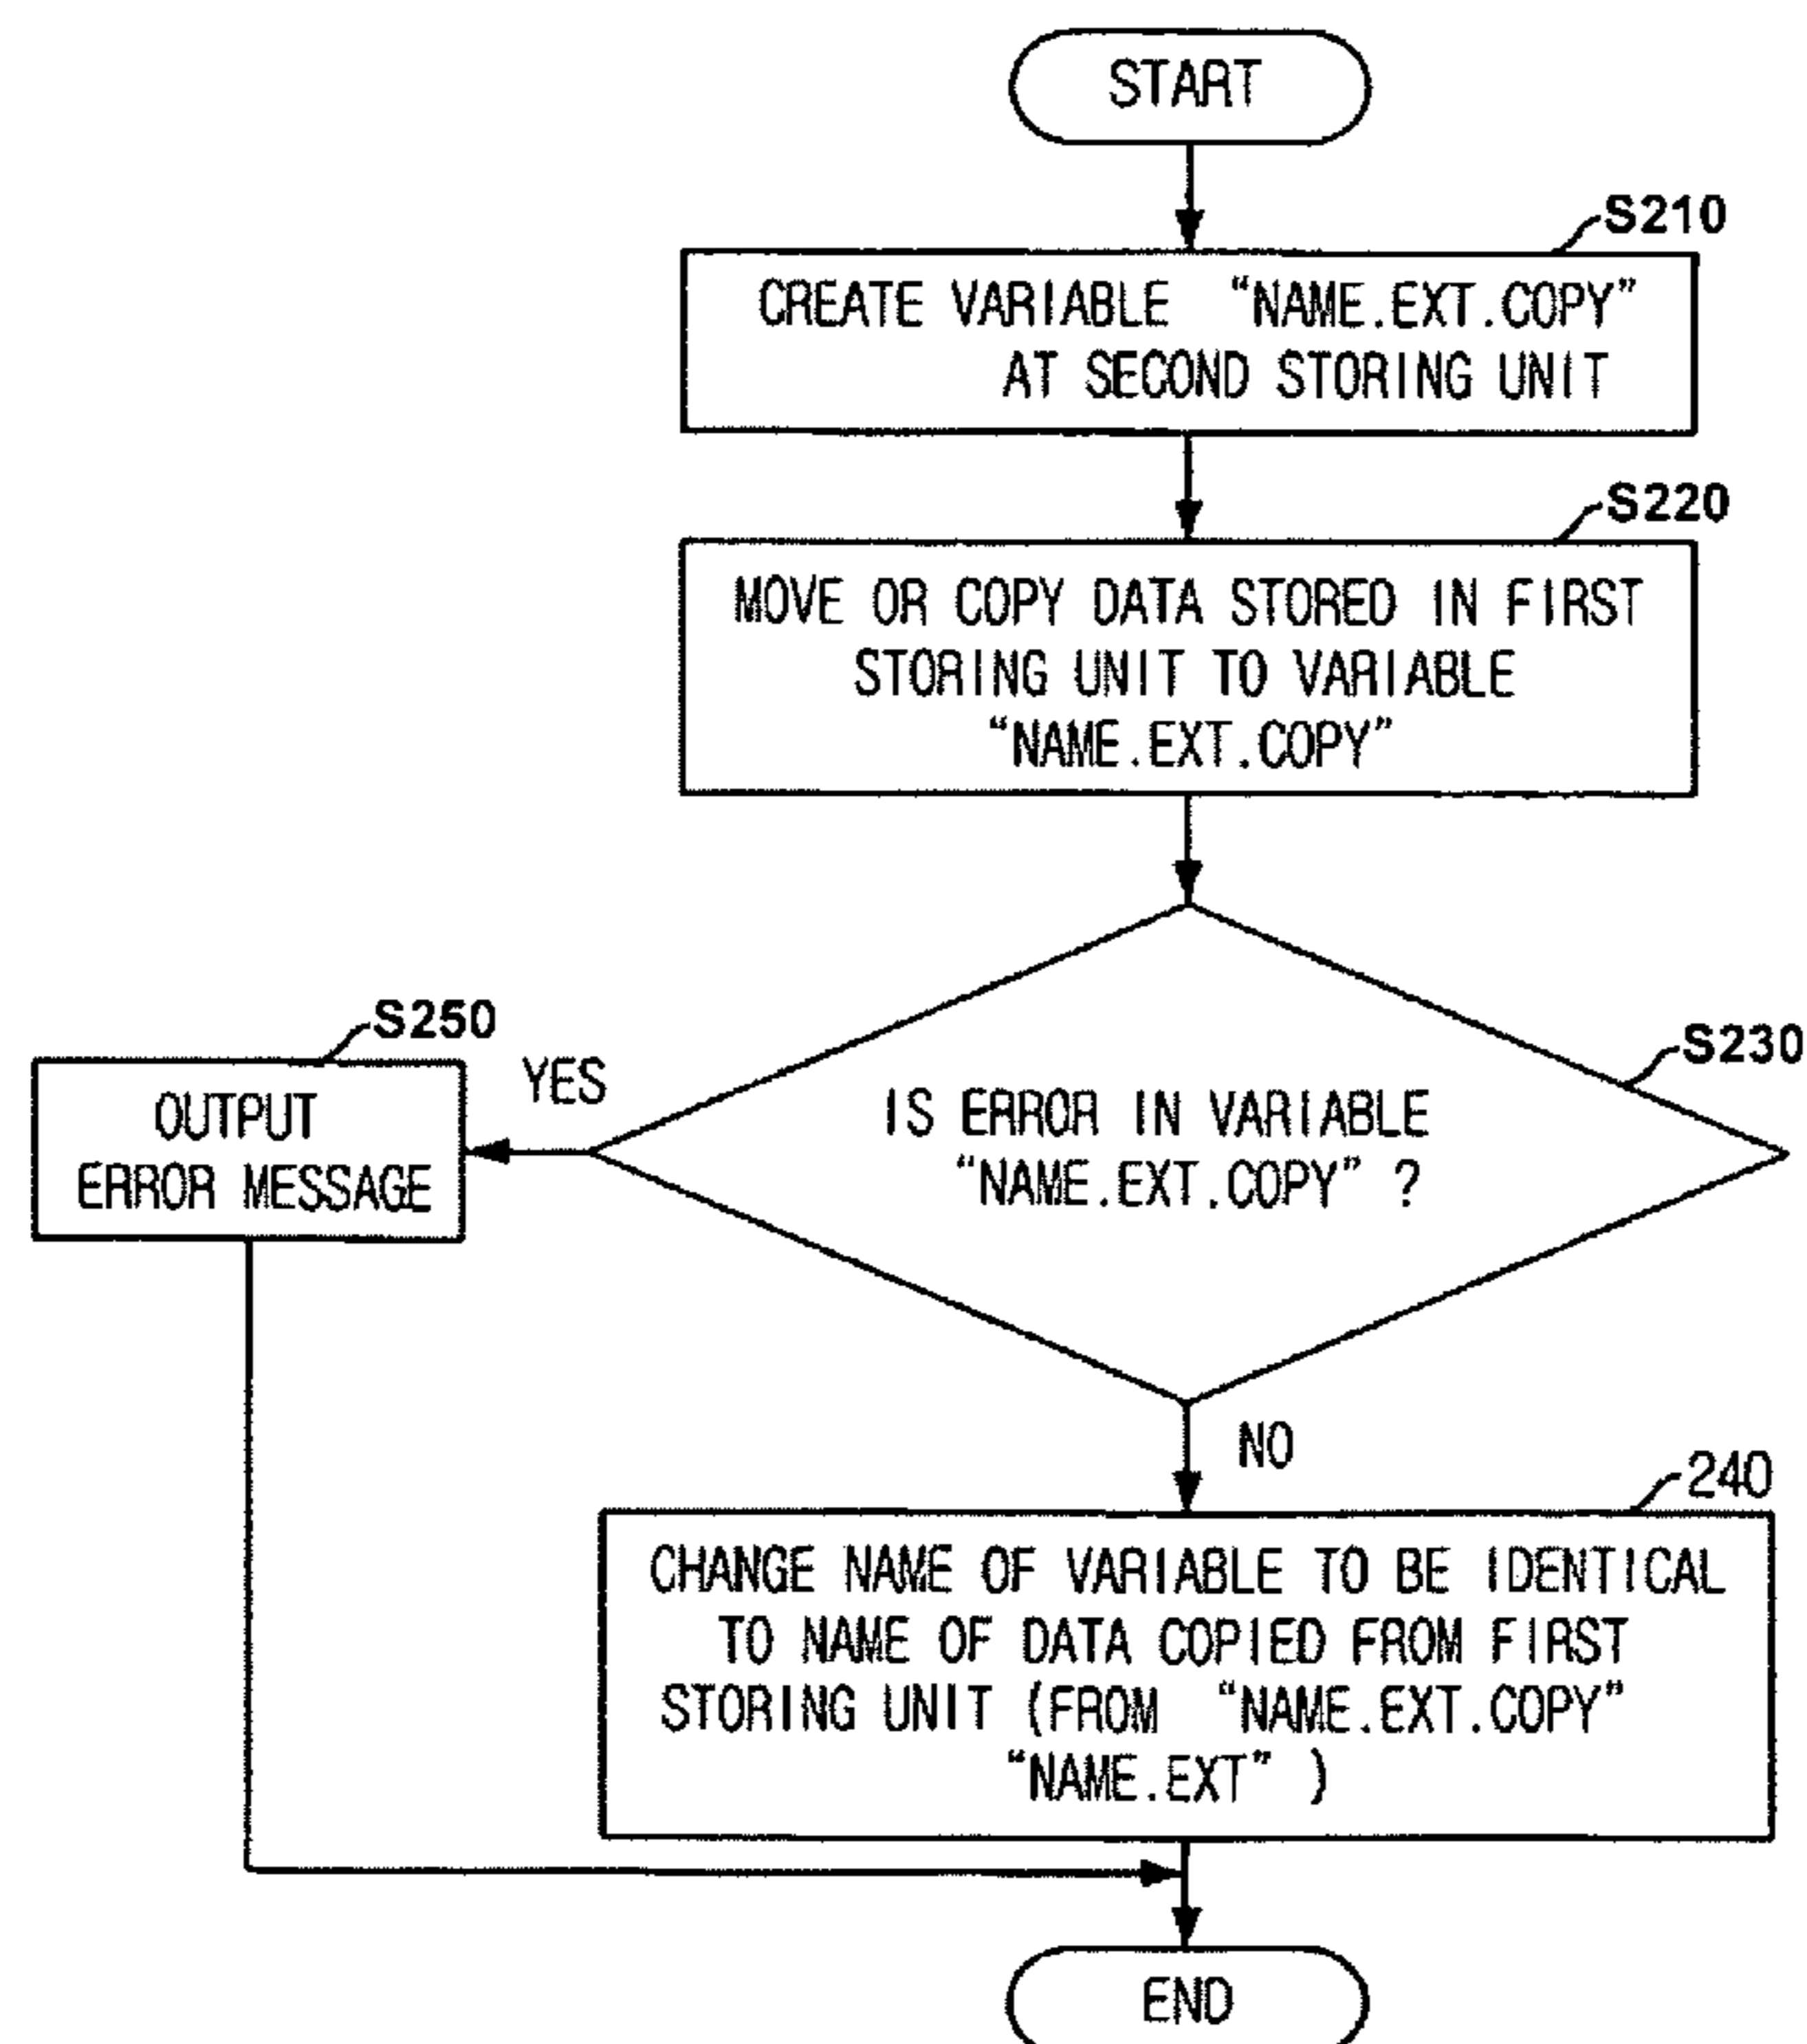 START
S210
CREATE VARIABLE “NAME.EXT.COPY”
AT SECOND STORING UNIT
S220
MOVE OR COPY DATA STORED IN FIRST
STORING UNIT TO VARIABLE
“NAME.EXT.COPY”
S230
IS ERROR IN VARIABLE
“NAME.EXT.COPY” ?
YES
S250
OUTPUT
ERROR MESSAGE
NO
240
CHANGE NAME OF VARIABLE TO BE IDENTICAL
TO NAME OF DATA COPIED FROM FIRST
STORING UNIT (FROM “NAME.EXT.COPY”
“NAME.EXT” )
END